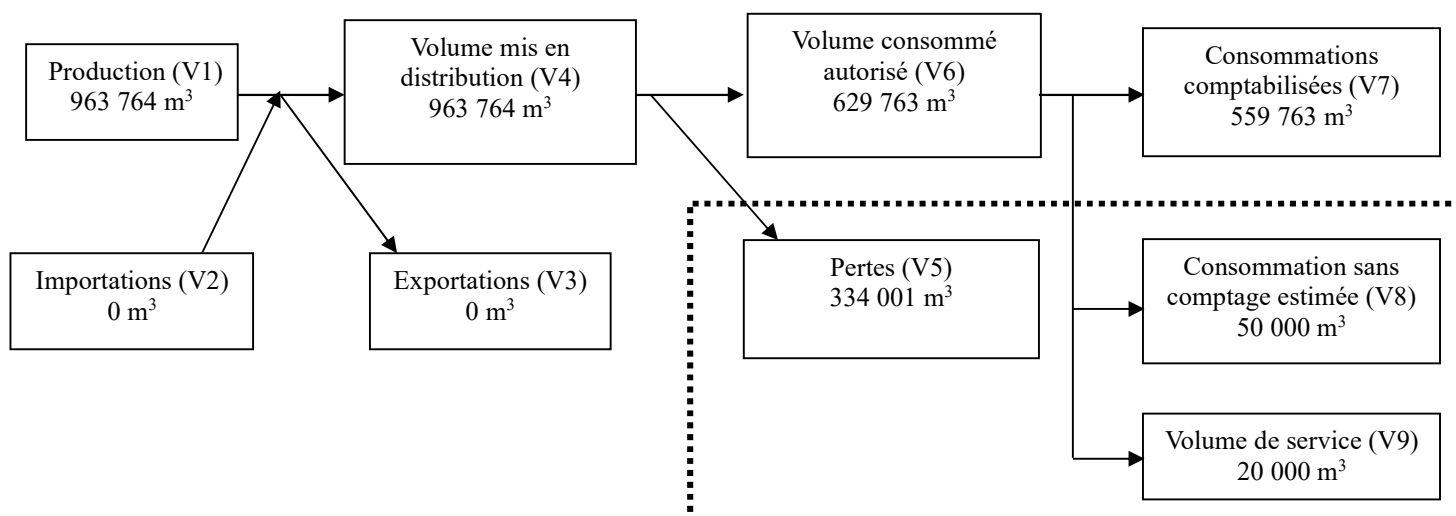 Production (V1)
963 764 m³
Volume mis en
distribution (V4)
963 764 m³
Volume consommé
autorisé (V6)
629 763 m³
Consommations
comptabilisées (V7)
559 763 m³
Importations (V2)
0 m³
Exportations (V3)
0 m³
Pertes (V5)
334 001 m³
Consommation sans
comptage estimée (V8)
50 000 m³
Volume de service (V9)
20 000 m³